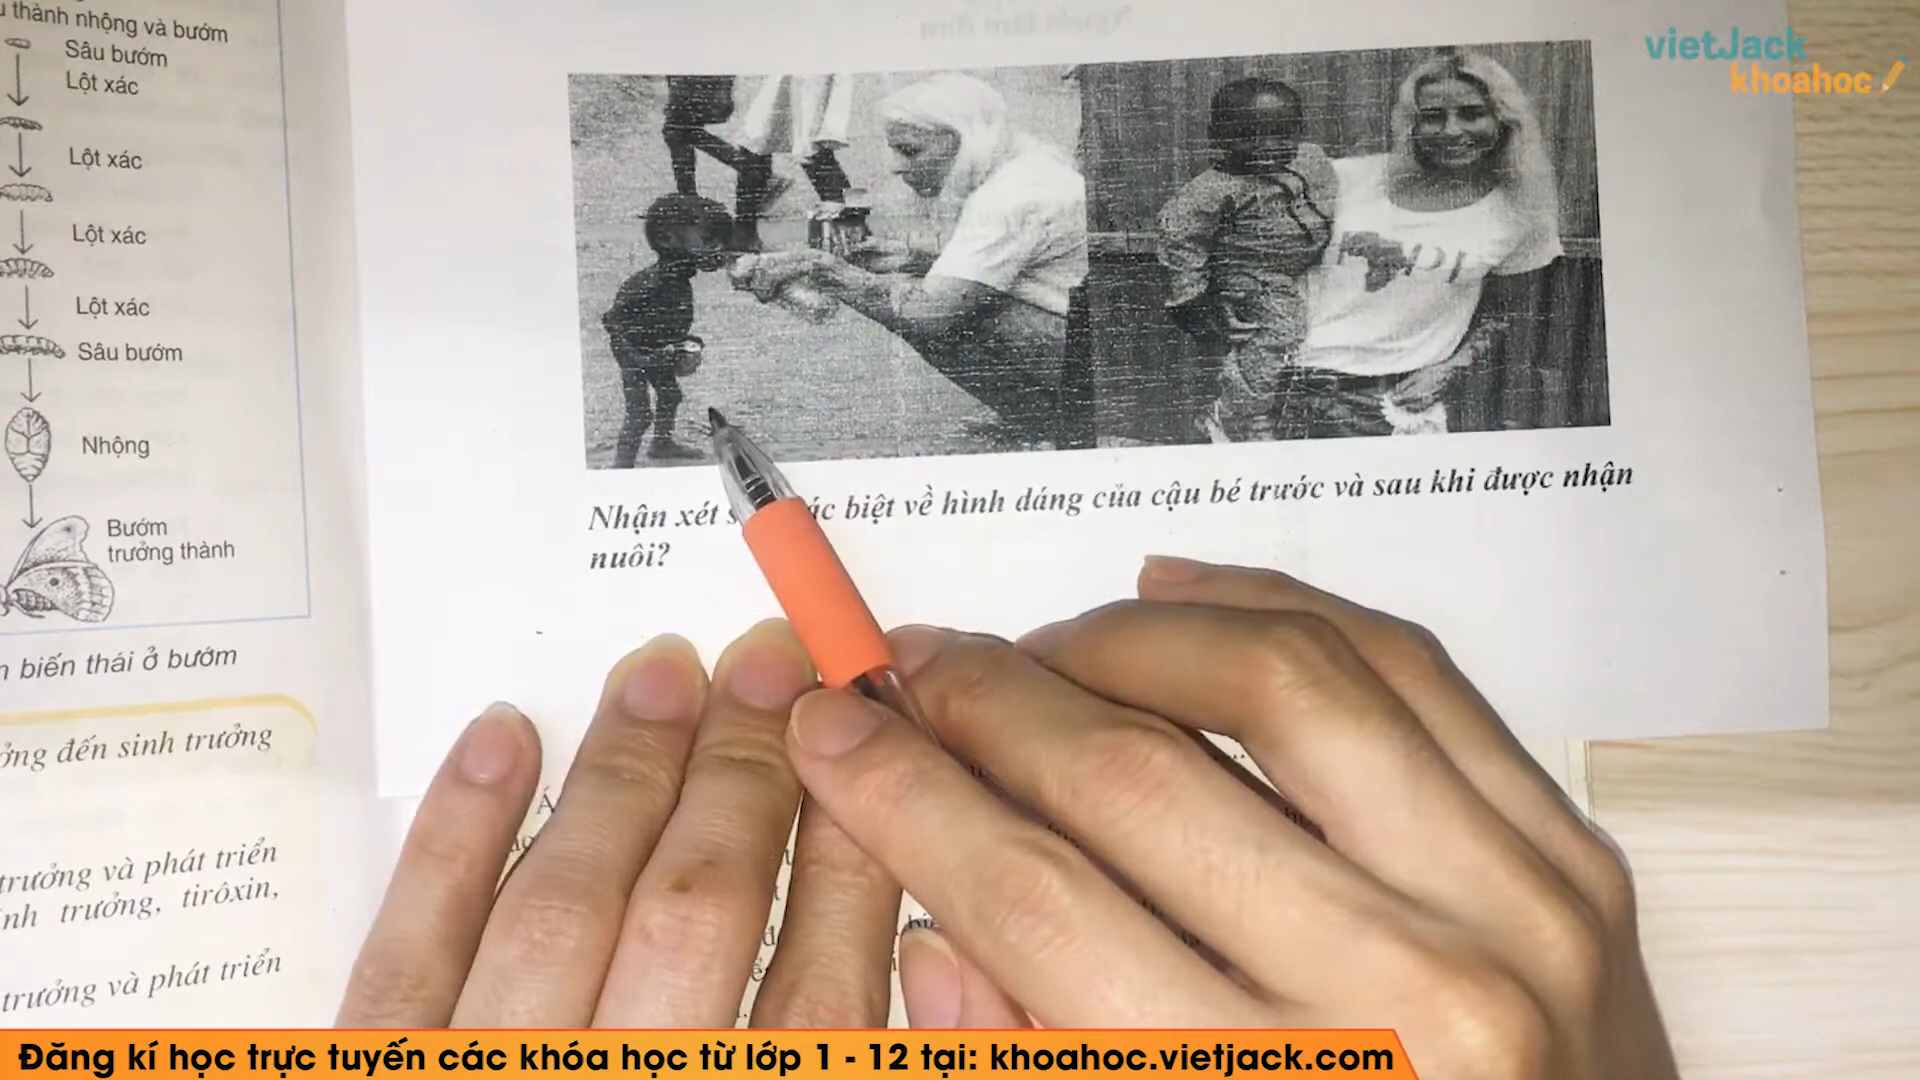 thành nhộng và bướm
Sâu bướm
Lột xác
Lột xác
Lột xác
Lột xác
Sâu bướm
Nhộng
Bướm
trưởng thành
biến thái ở bướm
đến sinh trưởng
trưởng và phát triển
trưởng, tirôxin,
trưởng và phát triển
vietJack
khoahoc
Nhận xét biệt về hình dáng của cậu bé trước và sau khi được nhận
nuôi?
Đăng kí học trực tuyến các khóa học từ lớp 1 - 12 tại: khoahoc.vietjack.com